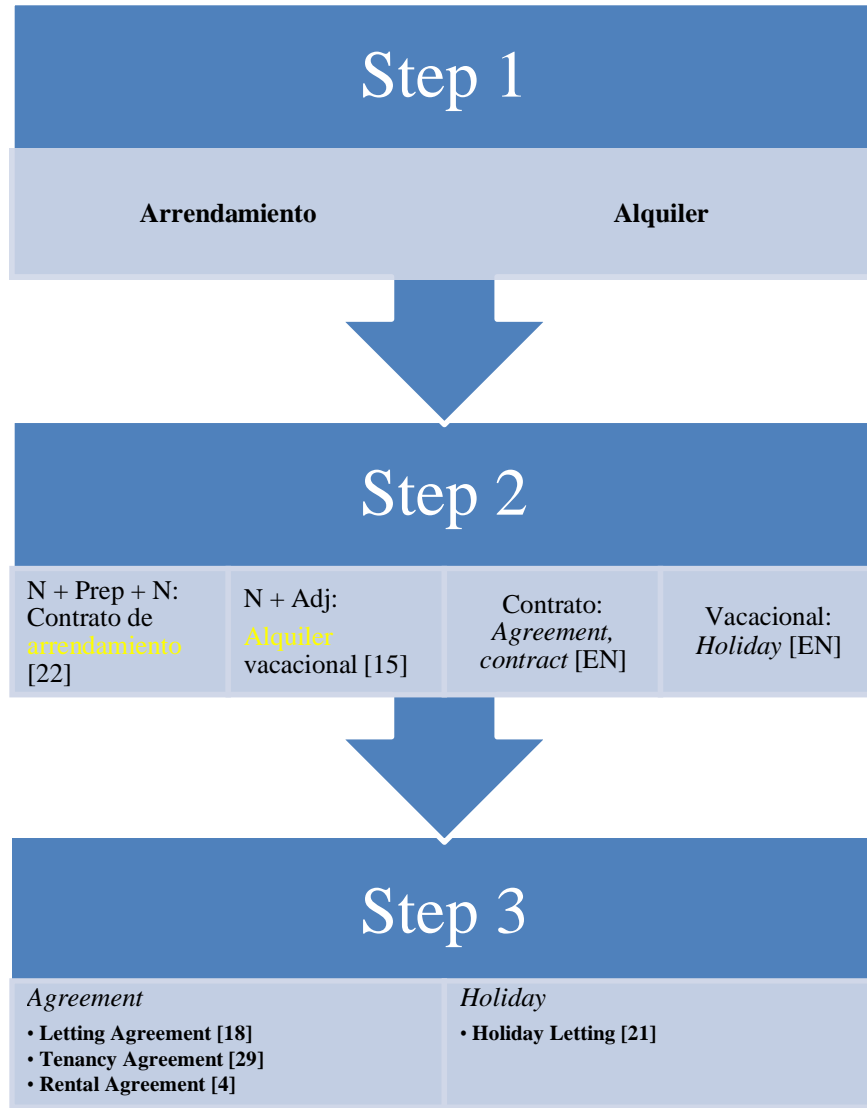 Step 1
Arrendamiento
Alquiler
Step 2
N + Prep + N:
Contrato de
arrendamiento
[22]
N + Adj:
Alquiler
vacacional [15]
Contrato:
Agreement,
contract [EN]
Vacacional:
Holiday [EN]
Step 3
Agreement
• Letting Agreement [18]
• Tenancy Agreement [29]
• Rental Agreement [4]
Holiday
• Holiday Letting [21]